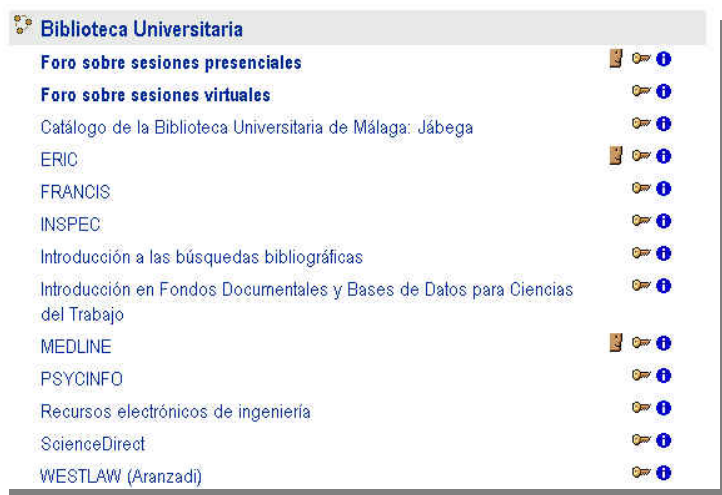 Biblioteca Universitaria
Foro sobre sesiones presenciales
Foro sobre sesiones virtuales
Catálogo de la Biblioteca Universitaria de Málaga: Jábega
ERIC
FRANCIS
INSPEC
Introducción a las búsquedas bibliográficas
Introducción en Fondos Documentales y Bases de Datos para Ciencias
del Trabajo
MEDLINE
PSYCINFO
Recursos electrónicos de ingeniería
ScienceDirect
WESTLAW (Aranzadi)